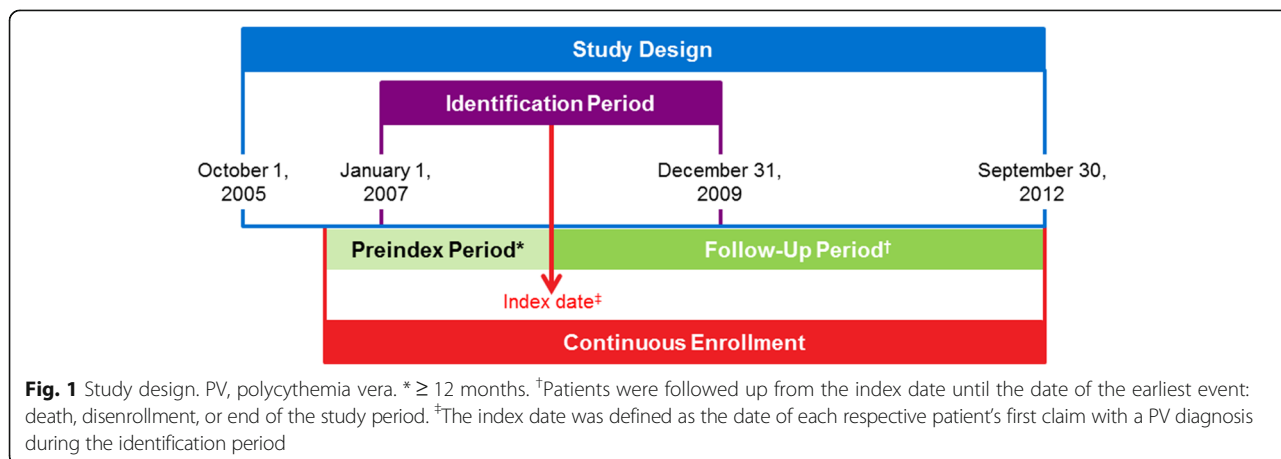 Study Design
Identification Period
October 1, January 1, December 31, September 30,
2005 2007 2009 2012
Preindex Period* Follow-Up Period†
Index date‡
Continuous Enrollment
Fig. 1 Study design. PV, polycythemia vera. * ≥ 12 months. †Patients were followed up from the index date until the date of the earliest event:
death, disenrollment, or end of the study period. ‡The index date was defined as the date of each respective patient's first claim with a PV diagnosis
during the identification period